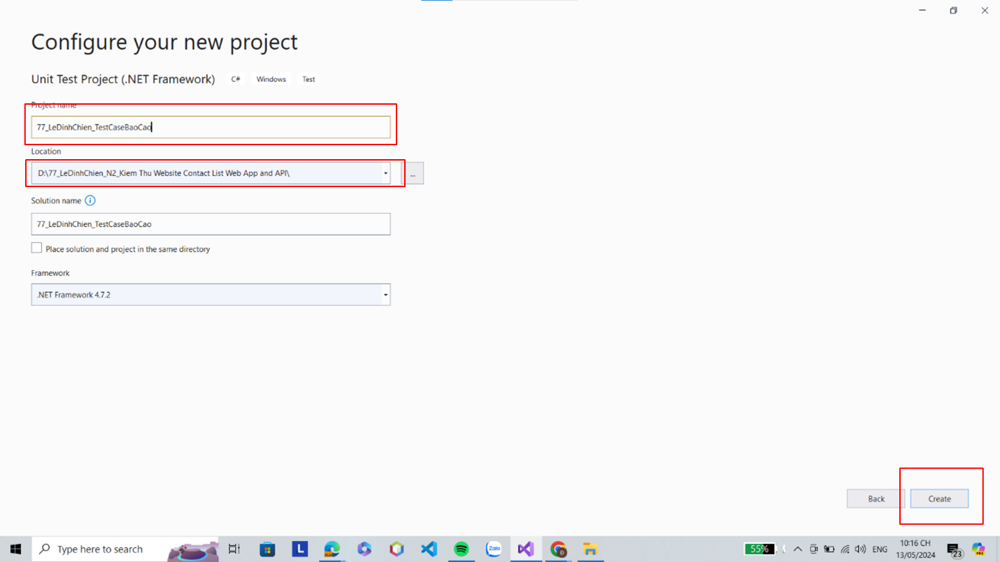 Configure your new project
Unit Test Project (.NET Framework) C# Windows Test
Project name
77_LeDinhChien_TestCaseBaoCao
Location
D:\77_LeDinhChien_N2_Kiem Thu Website Contact List Web App and API\
...
Solution name
77_LeDinhChien_TestCaseBaoCao
Place solution and project in the same directory
Framework
.NET Framework 4.7.2
Back Create
Type here to search
L
Zalo
55%
ENG
10:16 CH
13/05/2024
23
PRE